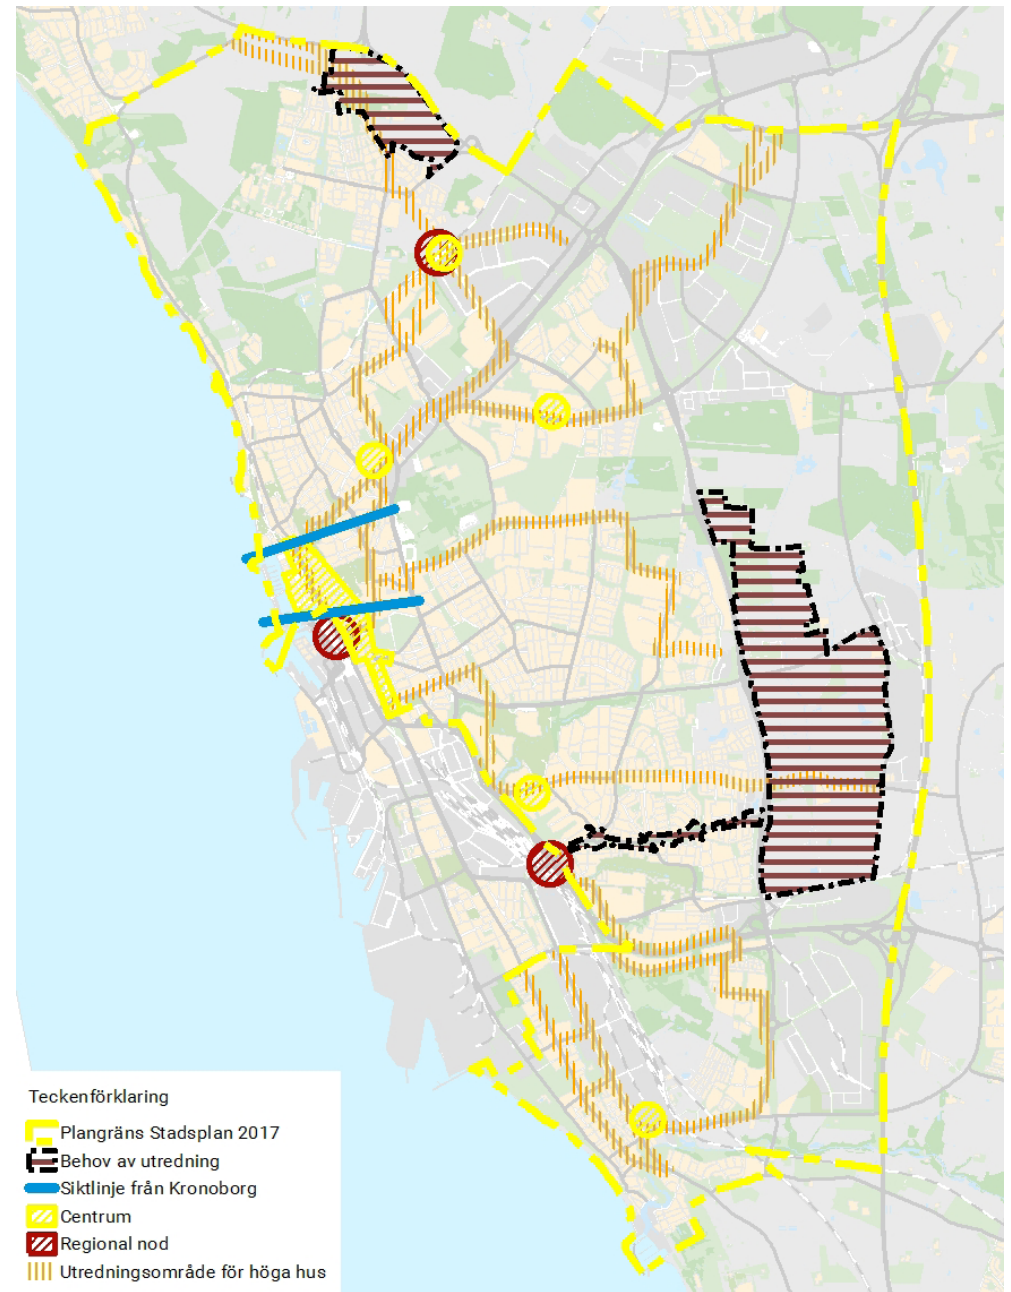 Teckenförklaring
Plangräns Stadsplan 2017
Behov av utredning
Siktlinje från Kronoborg
Centrum
Regional nod
Utredningsområde för höga hus